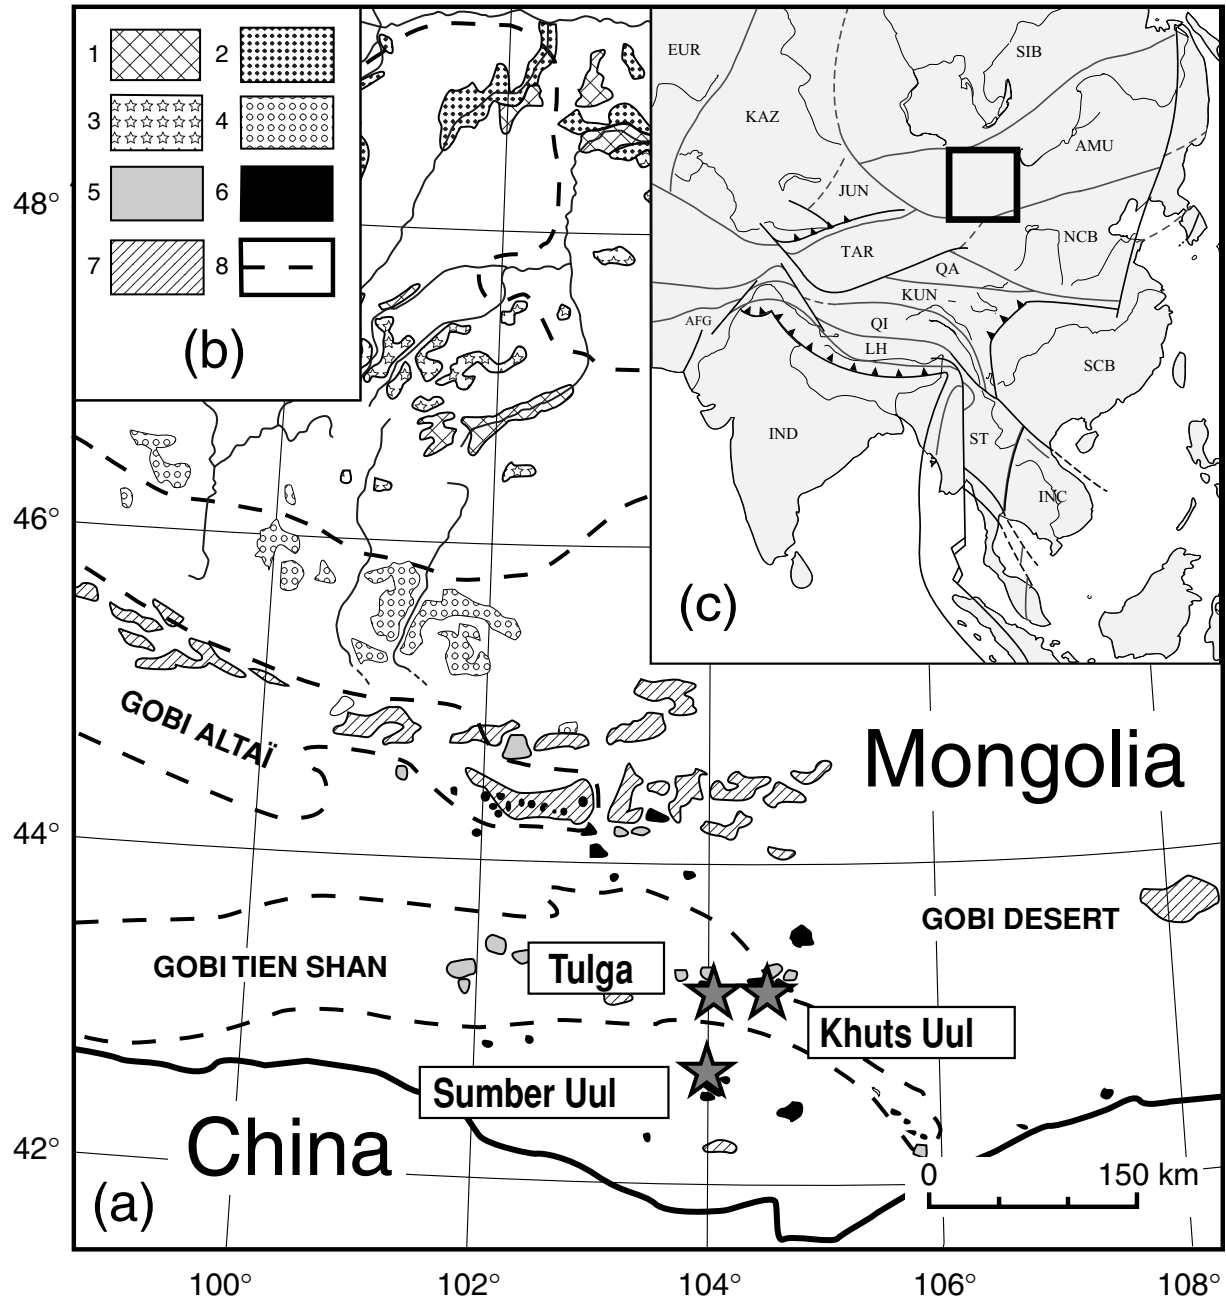 1
2
3
4
5
6
7
8
(b)
EUR
SIB
KAZ
AMU
JUN
NCB
TAR
QA
KUN
AFG
QI
LH
SCB
IND
ST
INC
(c)
48°
46°
44°
42°
GOBI ALTAÏ
Mongolia
GOBI DESERT
GOBI TIEN SHAN
Tulga
Khuts Uul
Sumber Uul
China
(a)
0 150 km
100° 102° 104° 106° 108°